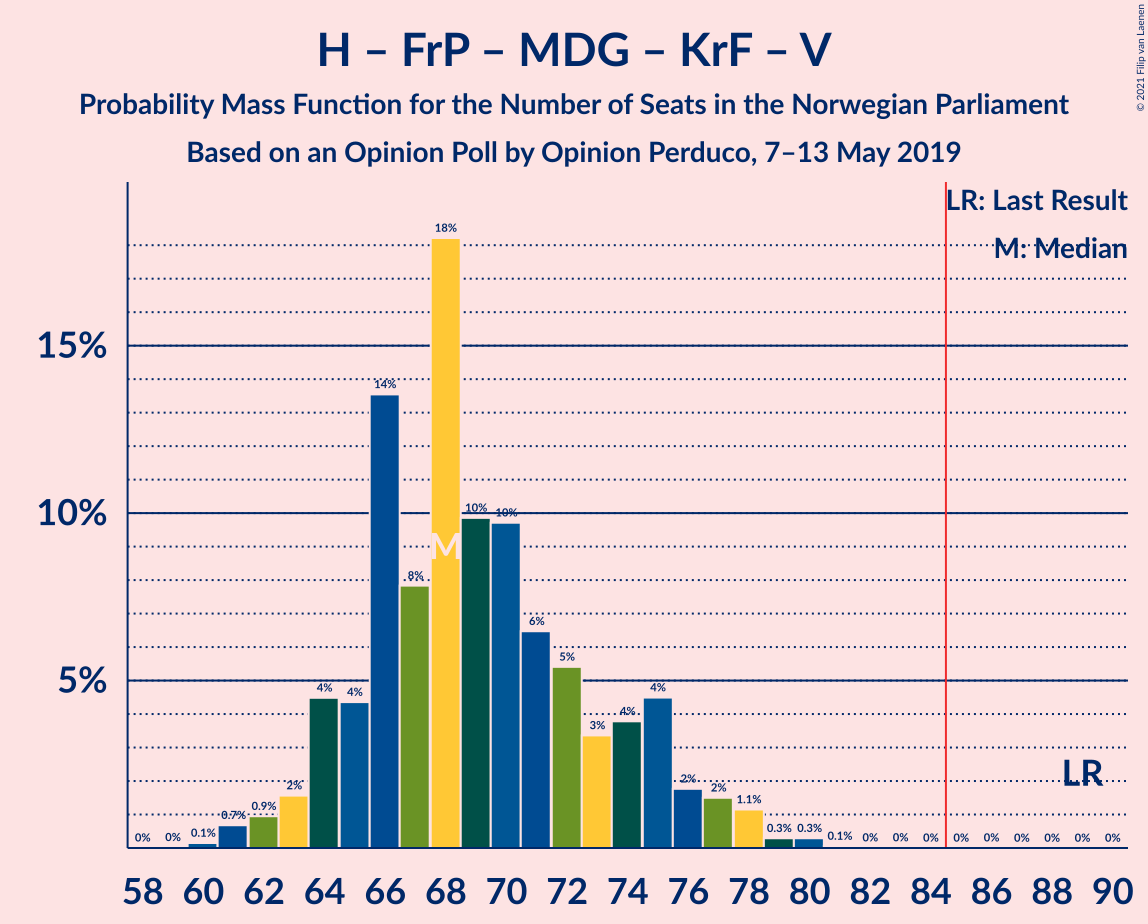 H – FrP – MDG – KrF – V
Probability Mass Function for the Number of Seats in the Norwegian Parliament
Based on an Opinion Poll by Opinion Perduco, 7–13 May 2019
© 2021 Filip van Laenen
LR: Last Result
M: Median
15%
10%
5%
0% 0% 0.1% 0.7% 0.9% 2% 4% 4% 14% 8% 18% 10% 10% 6% 5% 3% 4% 4% 2% 2% 1.1% 0.3% 0.3% 0.1% 0% 0% 0% 0% 0% 0% 0% 0% 0%
M
LR
58 60 62 64 66 68 70 72 74 76 78 80 82 84 86 88 90